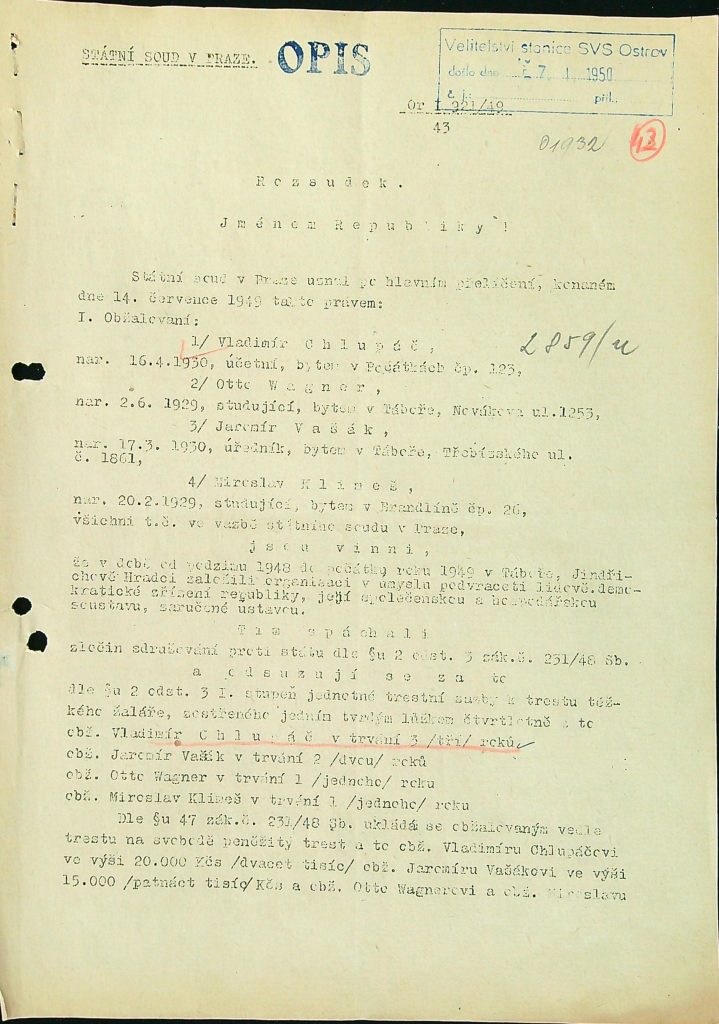 STÁTNÍ SOUD V PRAZE.
OPIS
Velitelství stanice SVS Ostrov
došlo dne 7. 1. 1950
č. j. příl.
Or I 921/49
43
01932
13
Rozsudek.
Jménem Republiky!
Státní soud v Praze uznal po hlavním přelíčení, konaném
dne 14. července 1949 takto právem:
I. Obžalovaní:
1/ Vladimír Chlupáč,
2859/
nar. 16.4.1930, účetní, bytem v Počátkách čp. 123,
2/ Otto Wagner,
nar. 2.6. 1929, studující, bytem v Táboře, Novákova ul.1253,
3/ Jaromír Vašák,
nar. 17.3. 1930, úředník, bytem v Táboře, Třebízského ul.
č. 1861,
4/ Miroslav Klimeš,
nar. 20.2.1929, studující, bytem v Brandlíně čp. 26,
všichni t.č. ve vazbě státního soudu v Praze,
jsou vinni,
že v době od podzimu 1948 do počátku roku 1949 v Táboře, Jindři-
chově Hradci založili organisaci v úmyslu podvraceti lidově demo-
kratické zřízení republiky, její společenskou a hospodářskou
soustavu, zaručené ústavou.
Tím spáchali
zločin sdružování proti státu dle §u 2 odst. 3 zák.č. 231/48 Sb.
a odsuzují se za to
dle §u 2 odst. 3 I. stupeň jednotné trestní sazby k trestu těž-
kého žaláře, zostřeného jedním tvrdým lůžkem čtvrtletně a to
obž. Vladimír Chlupáč v trvání 3 /tří/ roků,
obž. Jaromír Vašík v trvání 2 /dvou/ roků
obž. Otto Wagner v trvání 1 /jednoho/ roku
obž. Miroslav Klimeš v trvání 1 /jednoho/ roku
Dle §u 47 zák.č. 231/48 Sb. ukládá se obžalovaným vedle
trestu na svobodě peněžitý trest a to obž. Vladimíru Chlupáčovi
ve výši 20.000 Kčs /dvacet tisíc/ obž. Jaromíru Vašákovi ve výši
15.000 /patnáct tisíc/Kčs a obž. Otto Wagnerovi a obž. Miroslavu